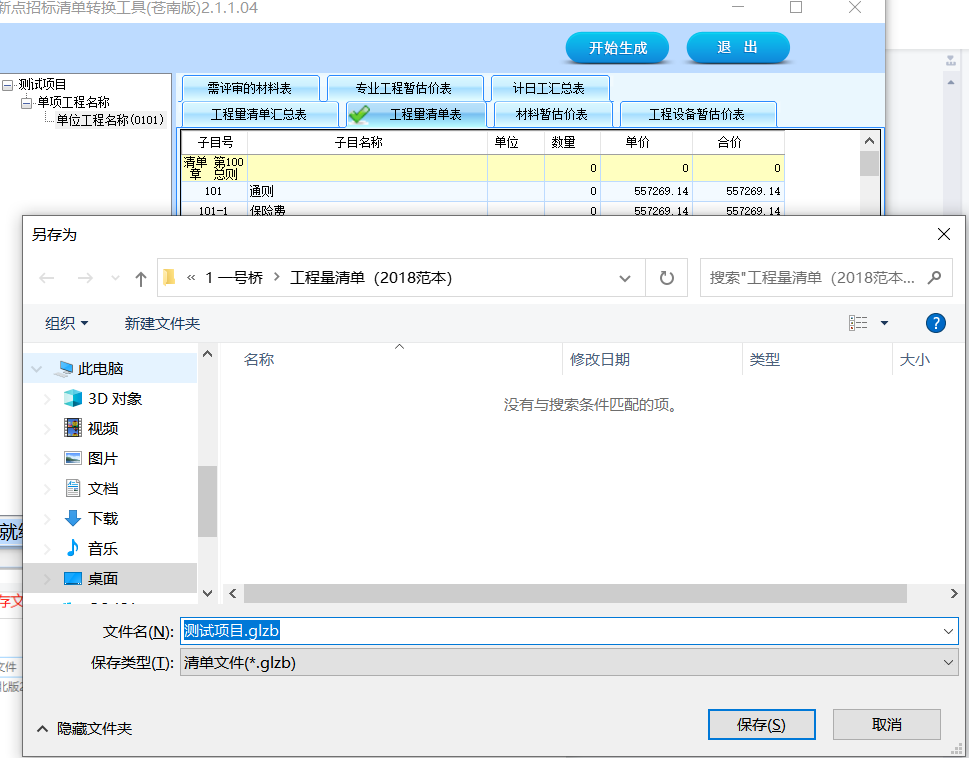 新点招标清单转换工具(苍南版)2.1.1.04
开始生成
退 出
测试项目
单项工程名称
单位工程名称(0101)
需评审的材料表
专业工程暂估价表
计日工汇总表
工程量清单汇总表
工程量清单表
材料暂估价表
工程设备暂估价表
子目号 子目名称 单位 数量 单价 合价
清单 第100
章 总则
0 0 0
101 通则 0 557269.14 557269.14
101-1 保险费 0 557269.14 557269.14
另存为
« 1 一号桥 > 工程量清单（2018范本）
搜索"工程量清单（2018范本...
组织
新建文件夹
?
此电脑
名称 修改日期 类型 大小
没有与搜索条件匹配的项。
3D 对象
视频
图片
文档
下载
音乐
桌面
存文
文件
北版2
文件名(N): 测试项目.glzb
保存类型(T): 清单文件(*.glzb)
隐藏文件夹
保存(S)
取消